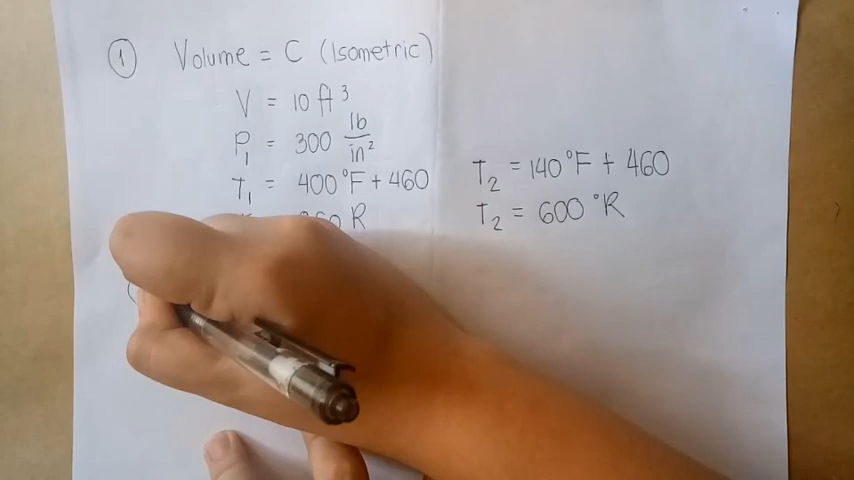 ① Volume = C (Isometric)
V = 10 ft³
P₁ = 300 lb/in²
T₁ = 400°F + 460
R
T₂ = 140°F + 460
T₂ = 600 °R